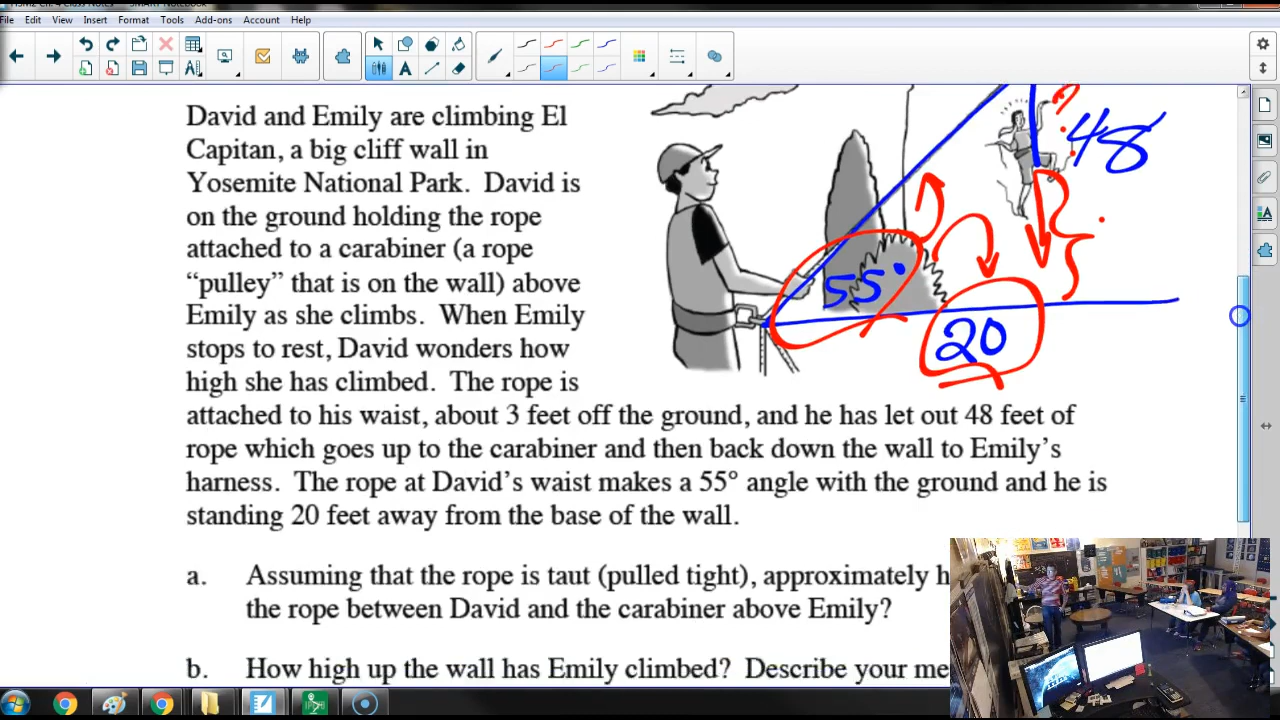 File Edit View Insert Format Tools Add-ons Account Help
David and Emily are climbing El
Capitan, a big cliff wall in
Yosemite National Park. David is
on the ground holding the rope
attached to a carabiner (a rope
“pulley” that is on the wall) above
Emily as she climbs. When Emily
stops to rest, David wonders how
high she has climbed. The rope is
attached to his waist, about 3 feet off the ground, and he has let out 48 feet of
rope which goes up to the carabiner and then back down the wall to Emily’s
harness. The rope at David’s waist makes a 55° angle with the ground and he is
standing 20 feet away from the base of the wall.
?
48
55°
20
a. Assuming that the rope is taut (pulled tight), approximately h
the rope between David and the carabiner above Emily?
b. How high up the wall has Emily climbed? Describe your me